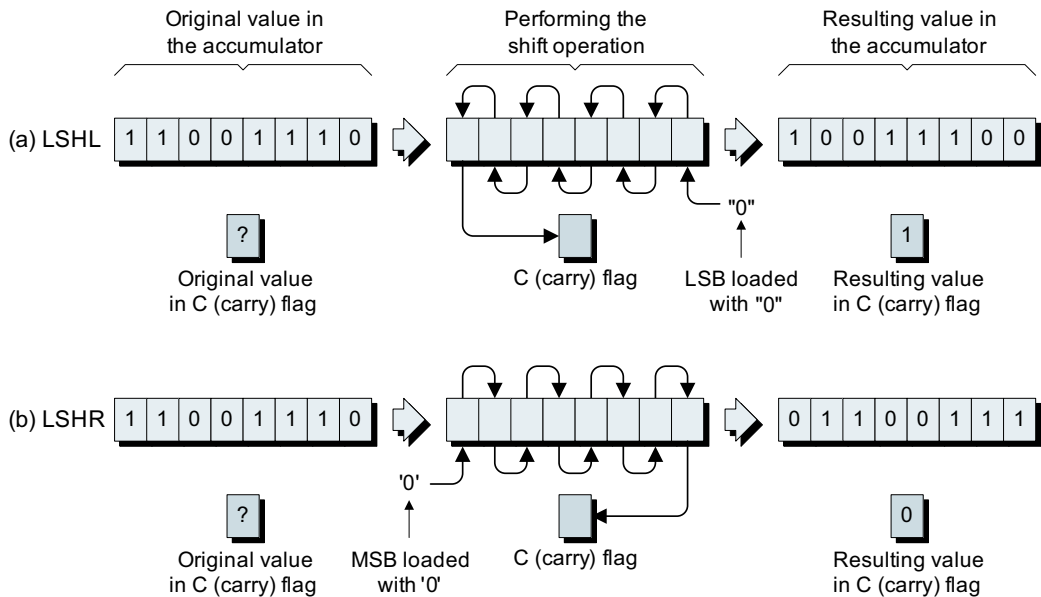 Original value in
the accumulator
Performing the
shift operation
Resulting value in
the accumulator
(a) LSHL
1 1 0 0 1 1 1 0
1 0 0 1 1 1 0 0
"0"
?
1
Original value
in C (carry) flag
C (carry) flag
LSB loaded
with "0"
Resulting value
in C (carry) flag
(b) LSHR
1 1 0 0 1 1 1 0
0 1 1 0 0 1 1 1
'0'
?
0
Original value
in C (carry) flag
MSB loaded
with '0'
C (carry) flag
Resulting value
in C (carry) flag